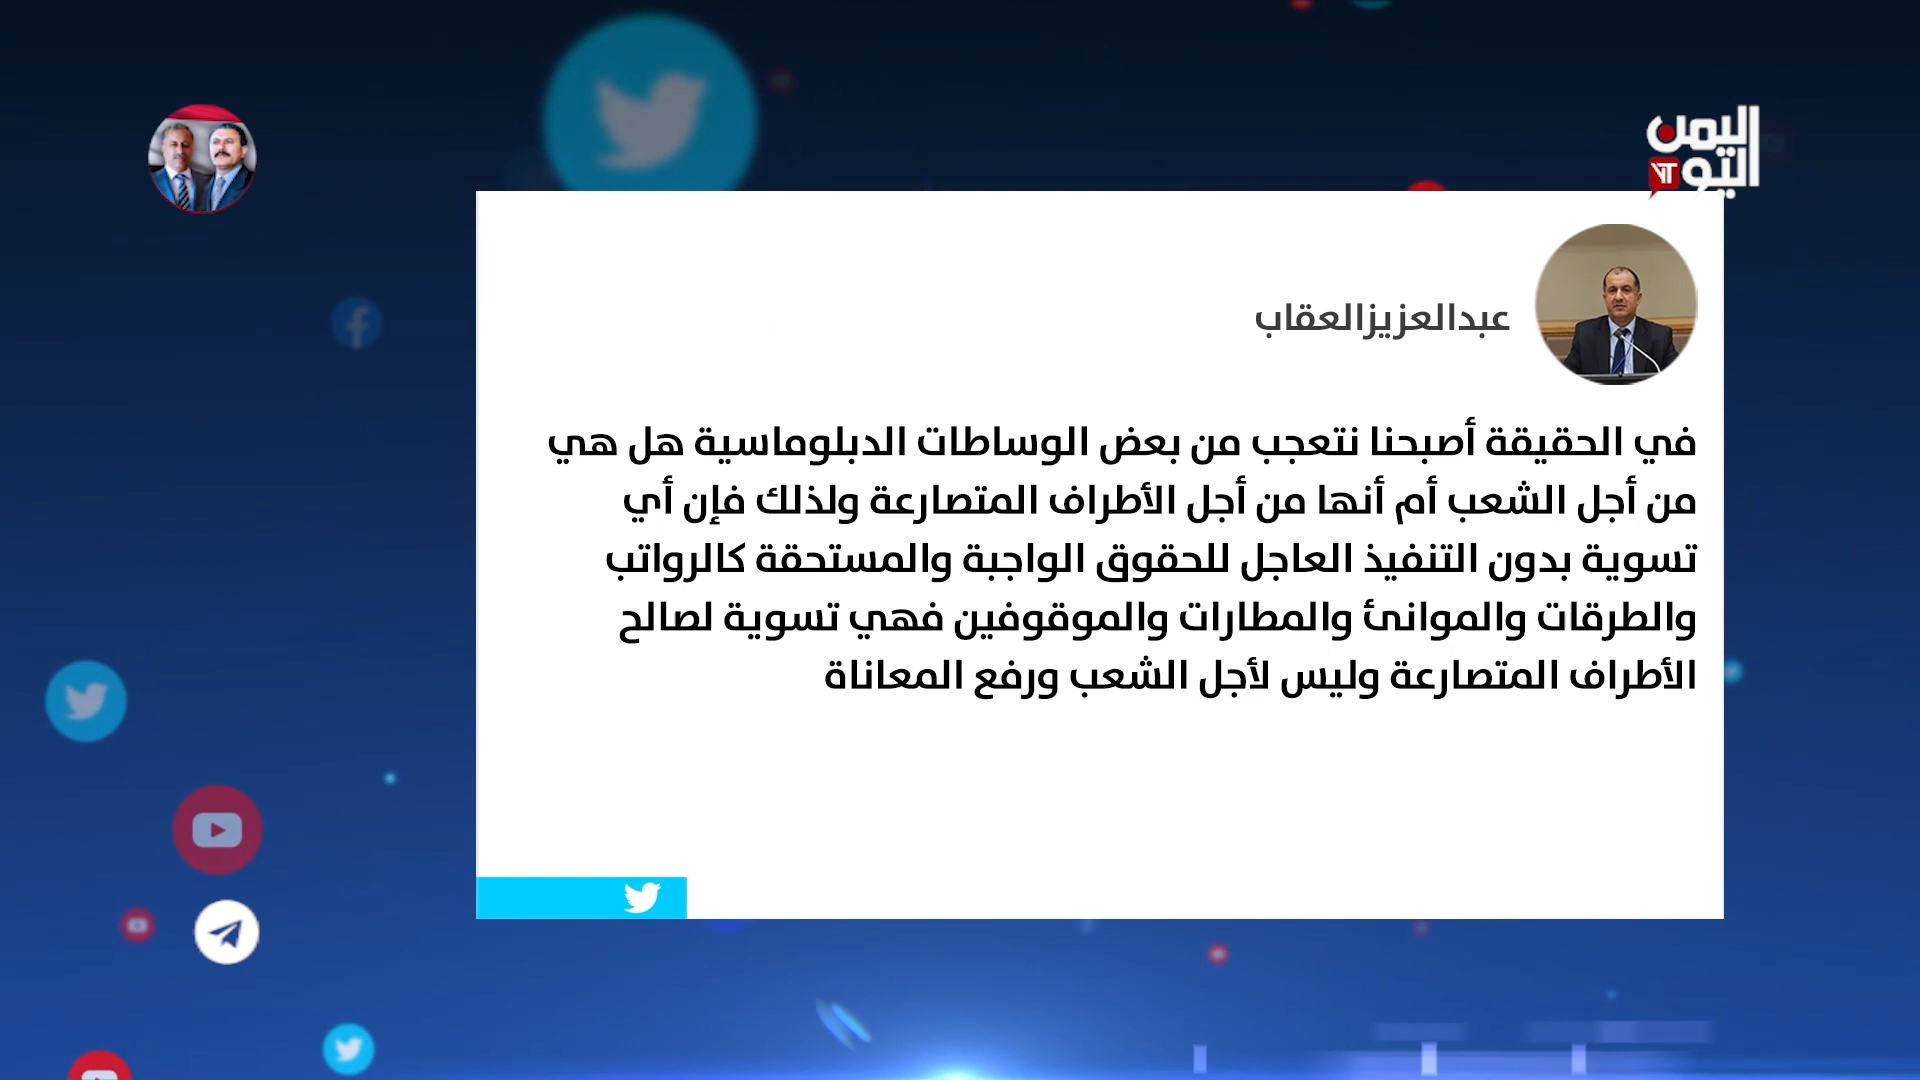 اليمن
اليوم
YT
عبدالعزيزالعقاب
في الحقيقة أصبحنا نتعجب من بعض الوساطات الدبلوماسية هل هي
من أجل الشعب أم أنها من أجل الأطراف المتصارعة ولذلك فإن أي
تسوية بدون التنفيذ العاجل للحقوق الواجبة والمستحقة كالرواتب
والطرقات والموانئ والمطارات والموقوفين فهي تسوية لصالح
الأطراف المتصارعة وليس لأجل الشعب ورفع المعاناة